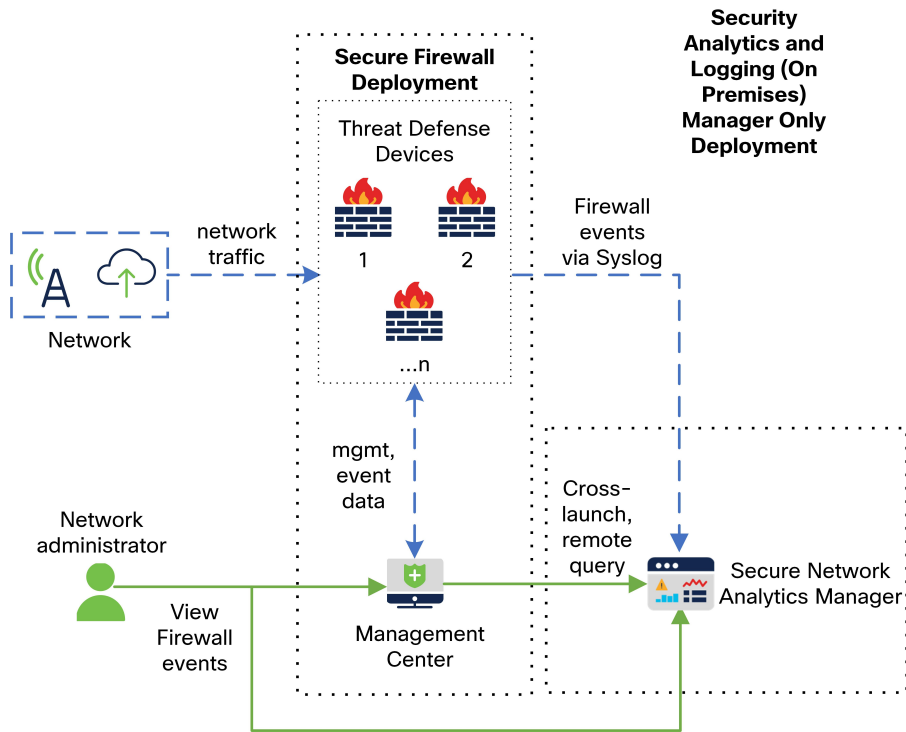 Security
Analytics and
Logging (On
Premises)
Manager Only
Deployment
Secure Firewall
Deployment
Threat Defense
Devices
1
2
...n
network
traffic
Network
Firewall
events
via Syslog
mgmt,
event
data
Cross-
launch,
remote
query
Network
administrator
View
Firewall
events
Management
Center
Secure Network
Analytics Manager